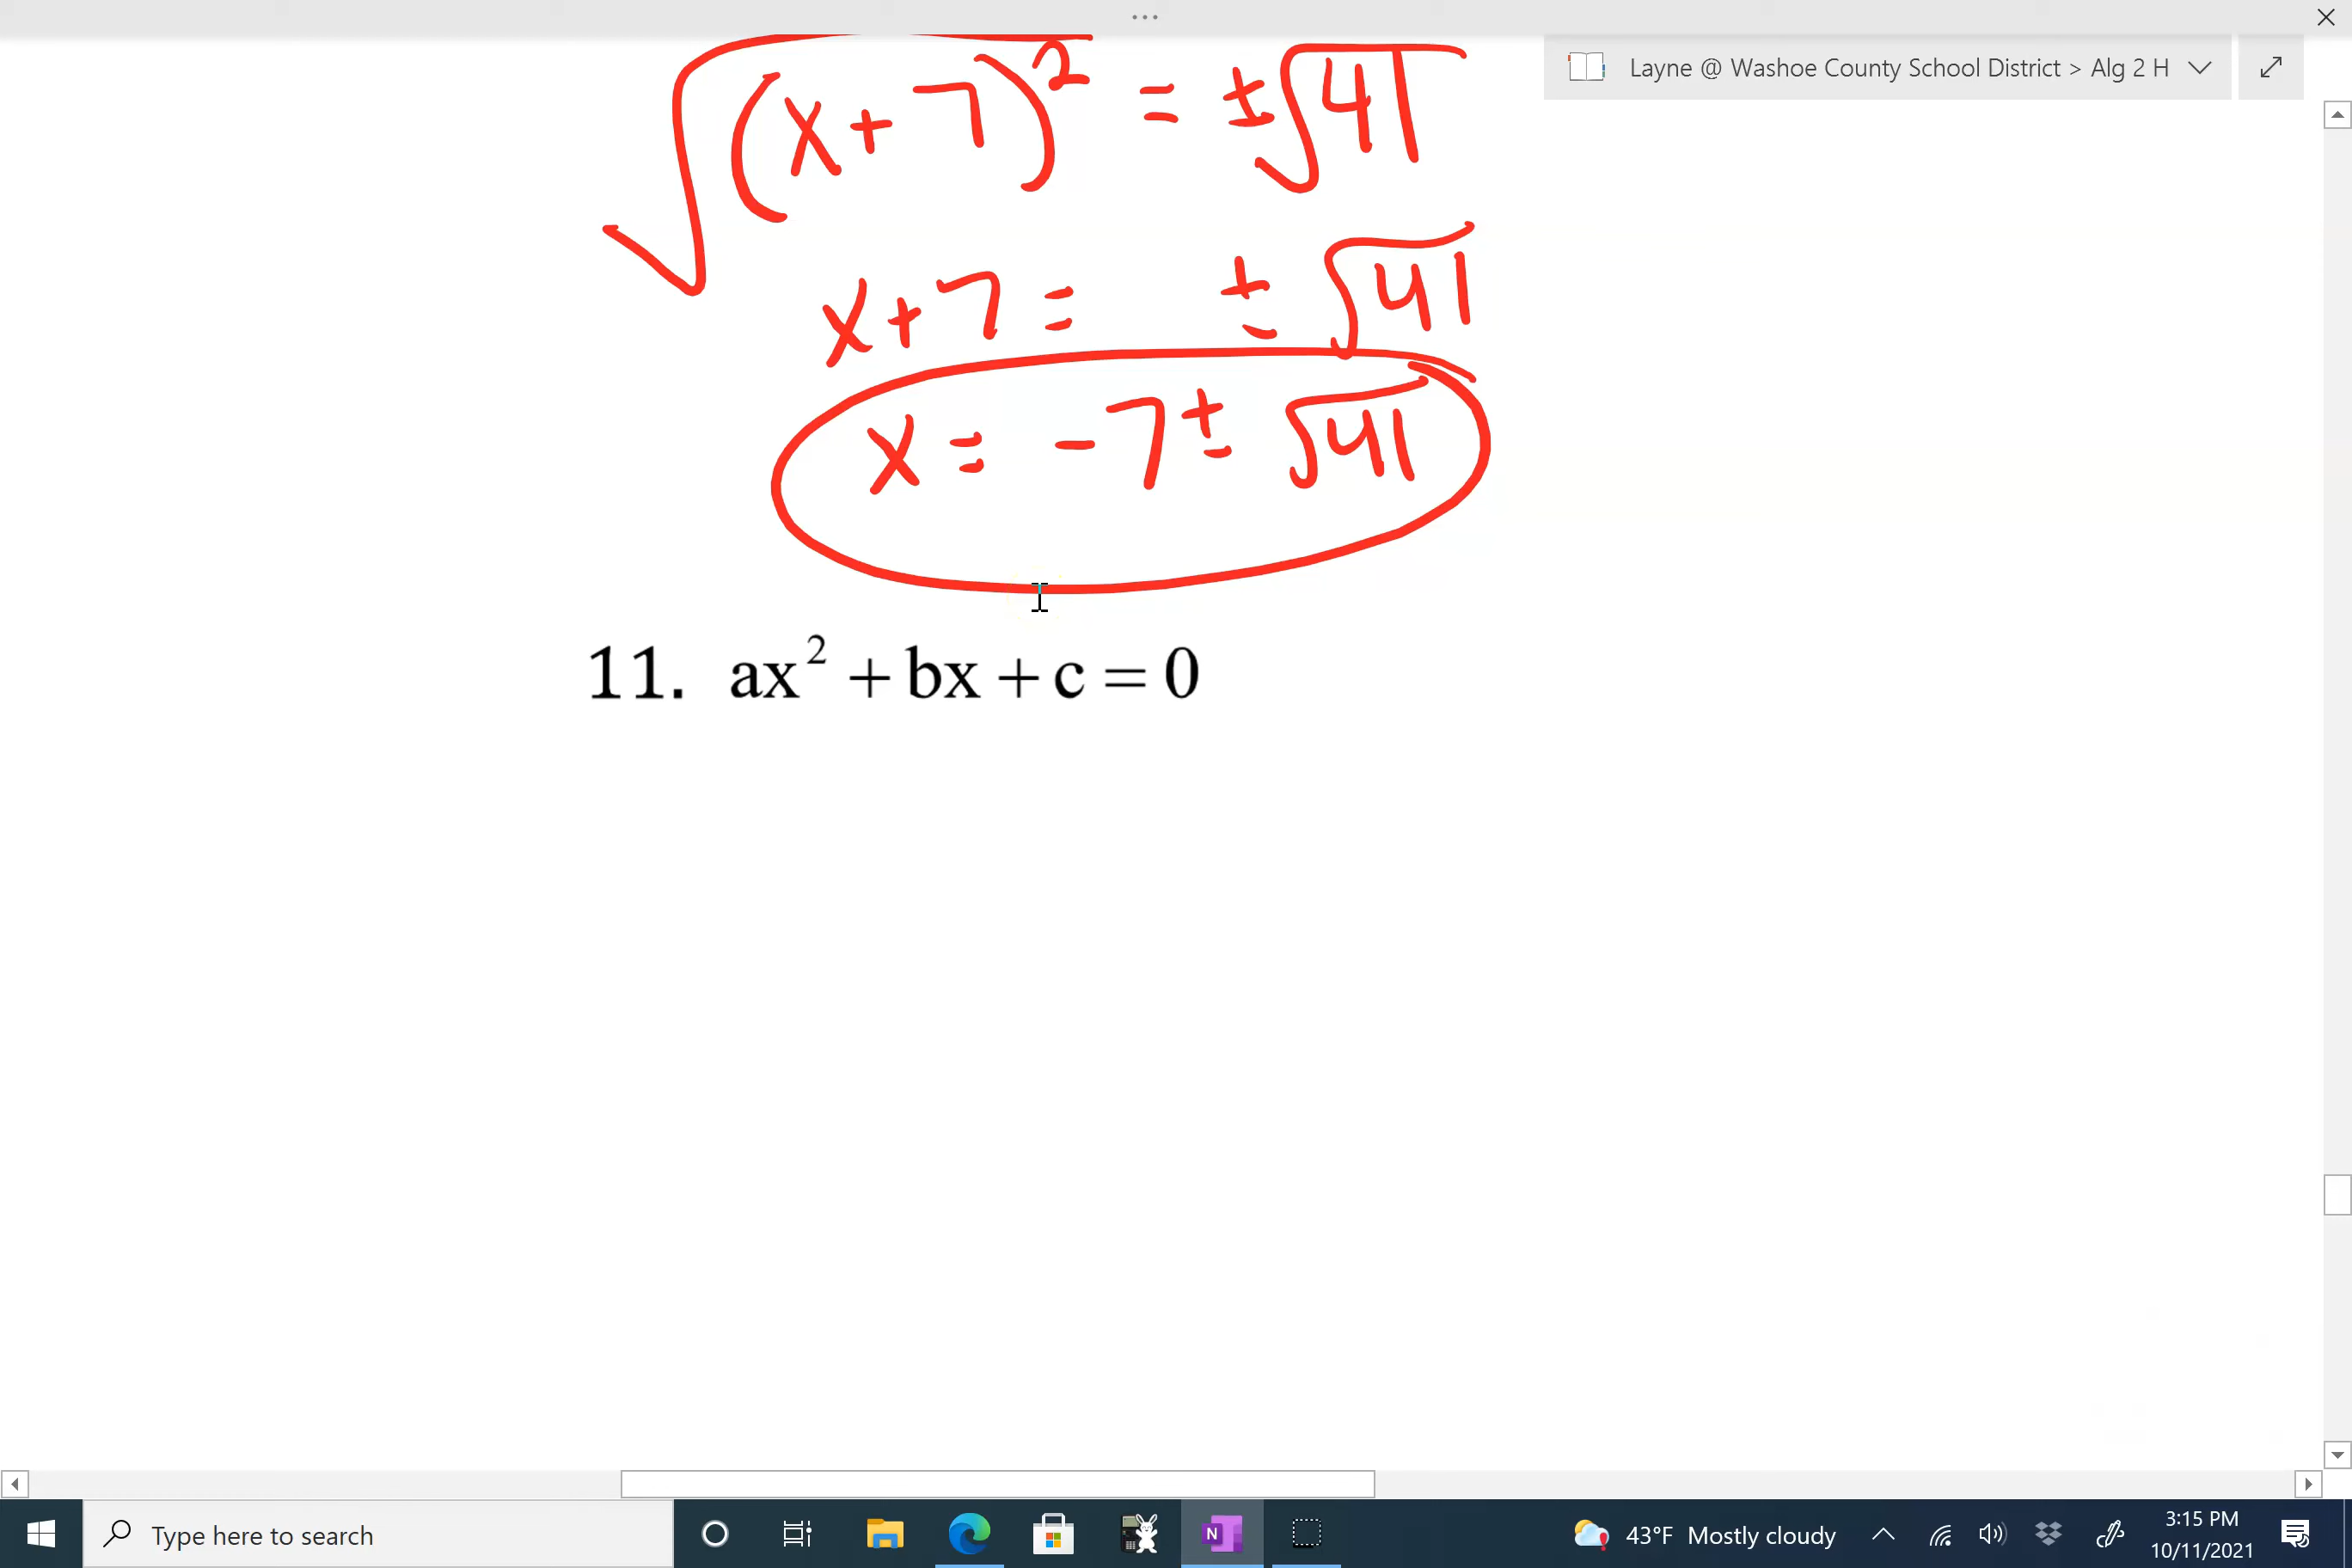 Layne @ Washoe County School District > Alg 2 H
√(x+7)² = ±√41
x+7 = ±√41
x = -7 ± √41
11. ax² + bx + c = 0
Type here to search
N
43°F Mostly cloudy
3:15 PM
10/11/2021